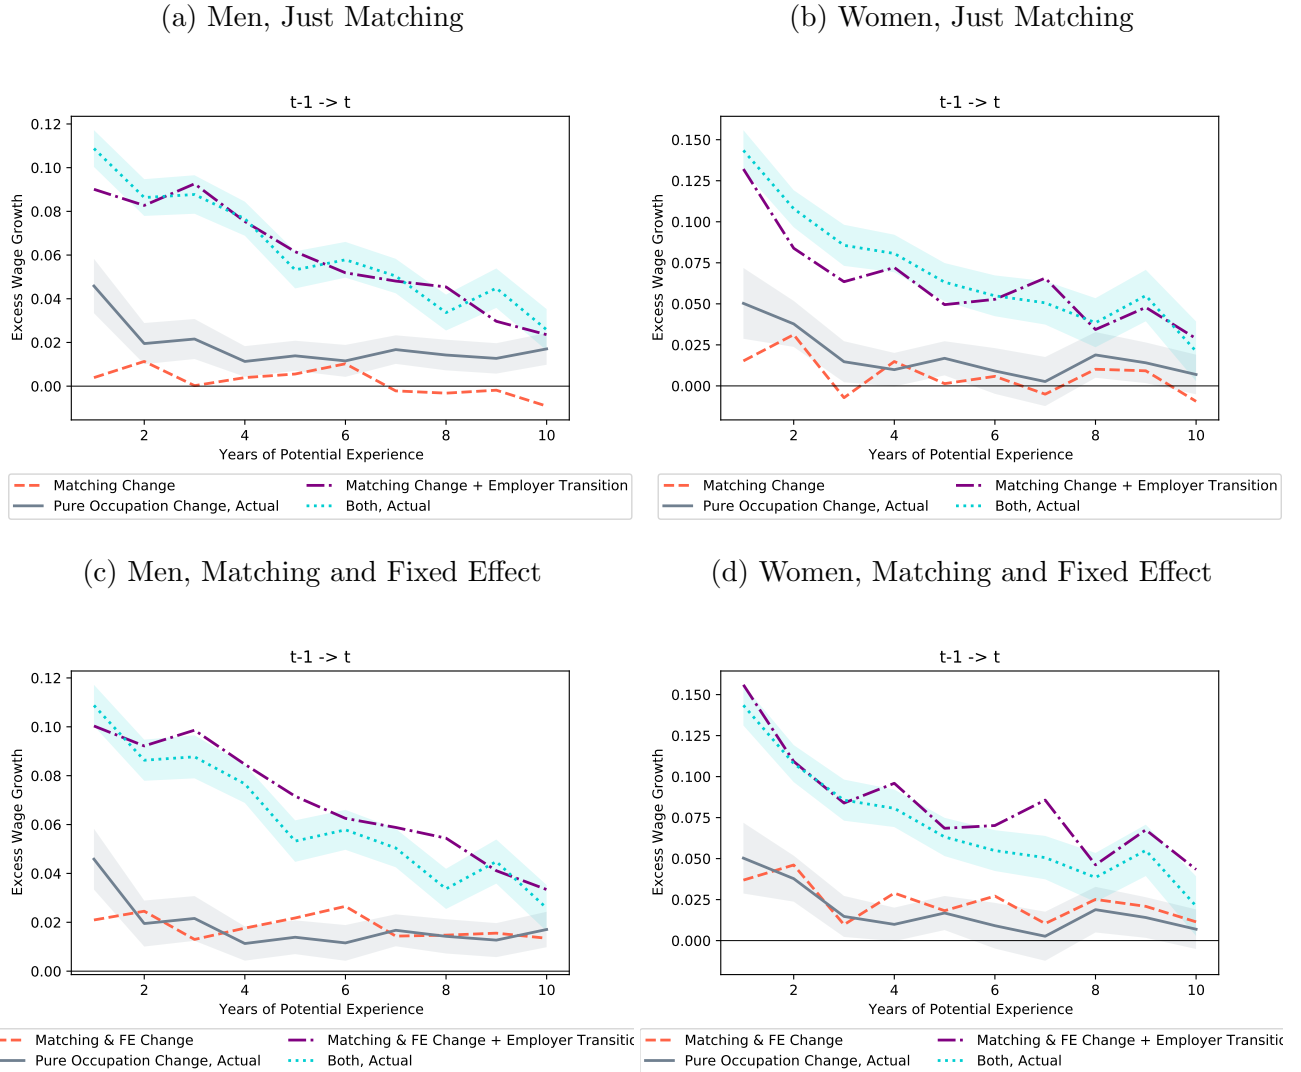 (a) Men, Just Matching
(b) Women, Just Matching
t-1 -> t
0.12
0.10
0.08
0.06
0.04
0.02
0.00
Excess Wage Growth
2 4 6 8 10
Years of Potential Experience
Matching Change
Matching Change + Employer Transition
Pure Occupation Change, Actual
Both, Actual
t-1 -> t
0.150
0.125
0.100
0.075
0.050
0.025
0.000
Excess Wage Growth
2 4 6 8 10
Years of Potential Experience
Matching Change
Matching Change + Employer Transition
Pure Occupation Change, Actual
Both, Actual
(c) Men, Matching and Fixed Effect
(d) Women, Matching and Fixed Effect
t-1 -> t
0.12
0.10
0.08
0.06
0.04
0.02
0.00
Excess Wage Growth
2 4 6 8 10
Years of Potential Experience
Matching & FE Change
Matching & FE Change + Employer Transitic
Pure Occupation Change, Actual
Both, Actual
t-1 -> t
0.150
0.125
0.100
0.075
0.050
0.025
0.000
Excess Wage Growth
2 4 6 8 10
Years of Potential Experience
Matching & FE Change
Matching & FE Change + Employer Transitic
Pure Occupation Change, Actual
Both, Actual